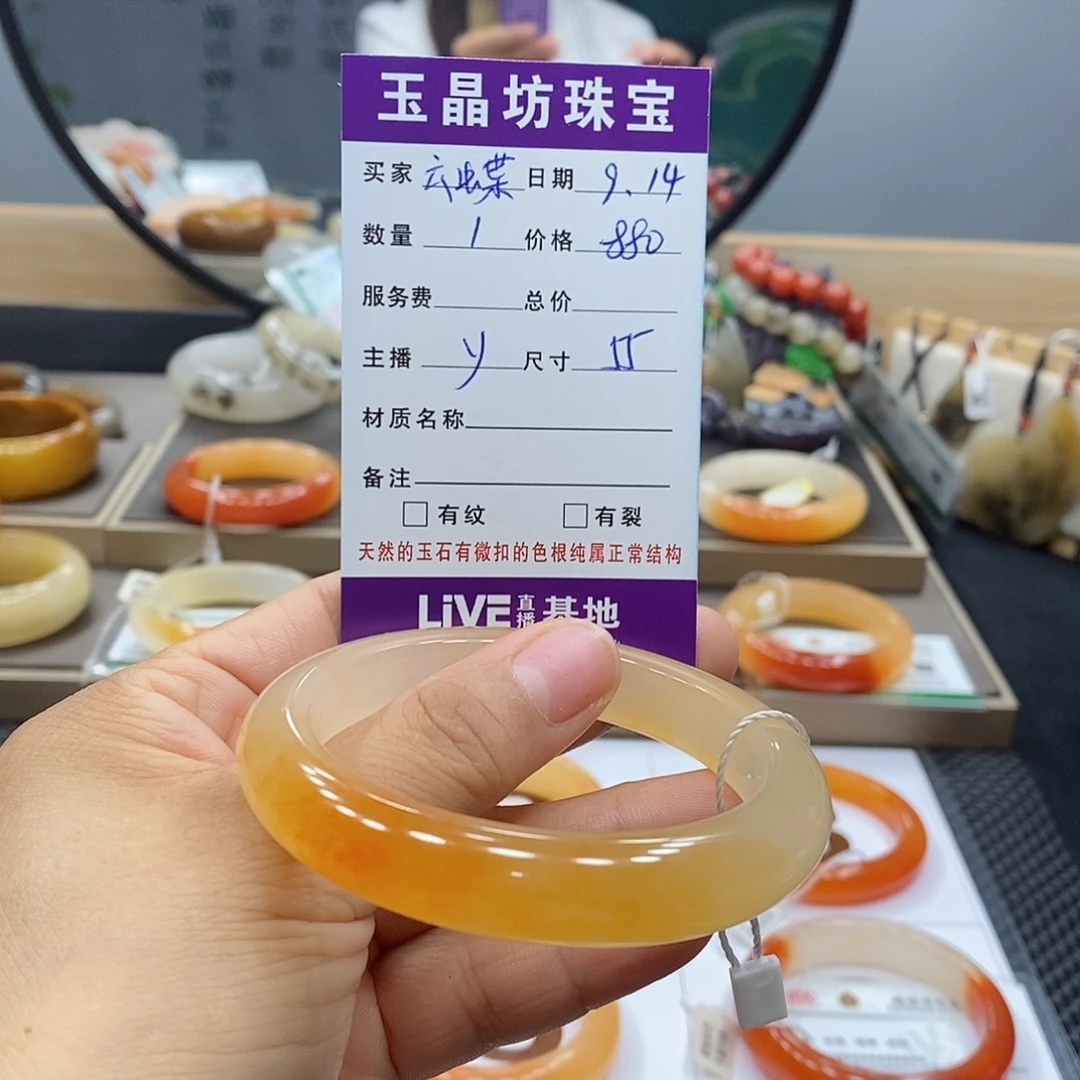 玉晶坊珠宝
买家 云出蝶 日期 9.14
数量 1 价格 880
服务费 总价
主播 y 尺寸 55
材质名称
备注
□有纹 □有裂
天然的玉石有微扣的色根纯属正常结构
LiVE 直播 基地